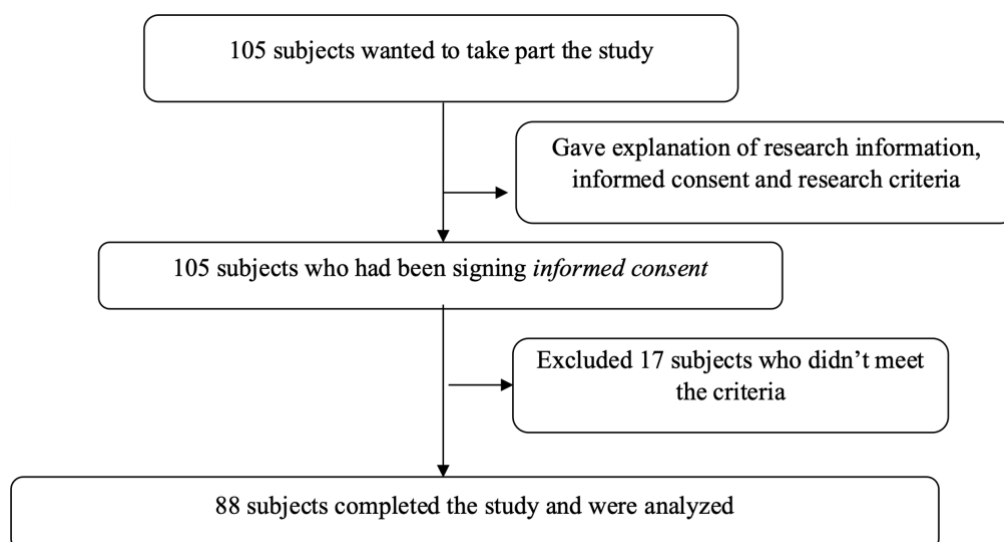 105 subjects wanted to take part the study
Gave explanation of research information,
informed consent and research criteria
105 subjects who had been signing informed consent
Excluded 17 subjects who didn’t meet
the criteria
88 subjects completed the study and were analyzed